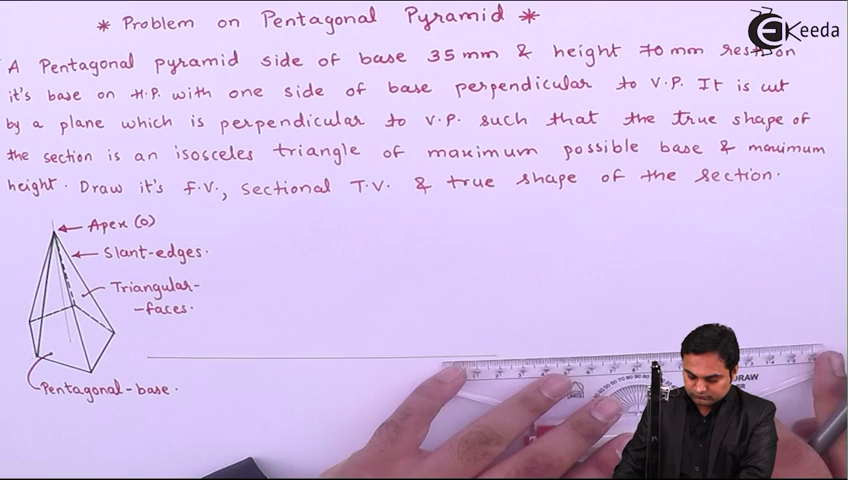 * Problem on Pentagonal Pyramid *
Ekeeda
A Pentagonal pyramid side of base 35 mm & height 70 mm rests on
it's base on H.P. with one side of base perpendicular to V.P. It is cut
by a plane which is perpendicular to V.P. such that the true shape of
the section is an isosceles triangle of maximum possible base & maximum
height. Draw it's f.V., Sectional T.V. & true shape of the section.
Apex (O)
Slant-edges.
Triangular-
-faces.
Pentagonal-base.